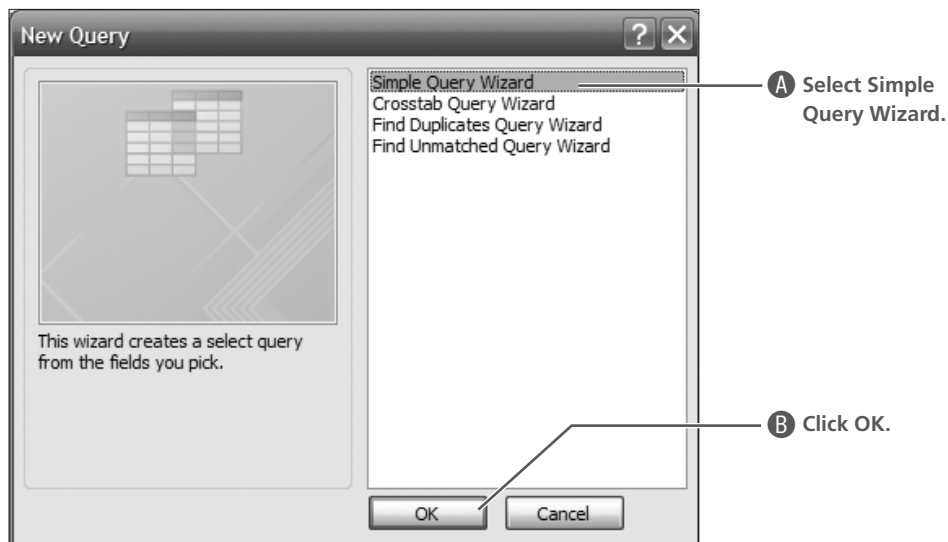 New Query
?
Simple Query Wizard
Crosstab Query Wizard
Find Duplicates Query Wizard
Find Unmatched Query Wizard
This wizard creates a select query
from the fields you pick.
OK
Cancel
A Select Simple
Query Wizard.
B Click OK.